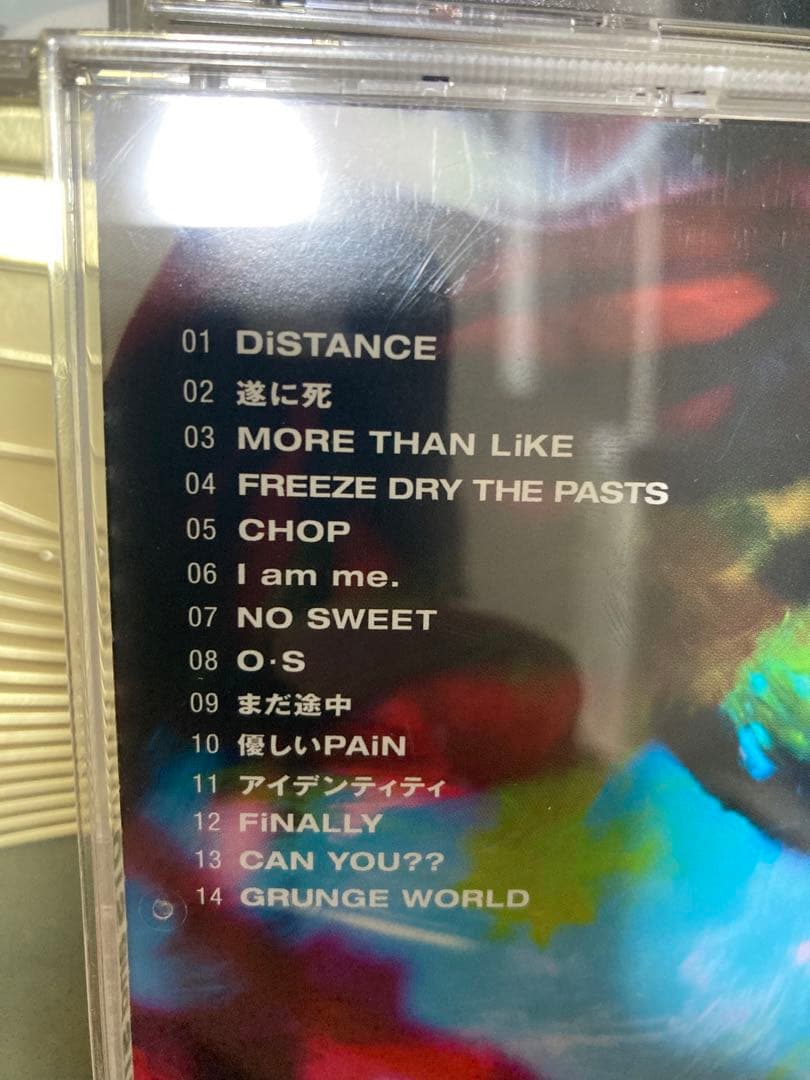 01 DiSTANCE
02 遂に死
03 MORE THAN LiKE
04 FREEZE DRY THE PASTS
05 CHOP
06 I am me.
07 NO SWEET
08 O·S
09 まだ途中
10 優しいPAiN
11 アイデンティティ
12 FiNALLY
13 CAN YOU??
14 GRUNGE WORLD